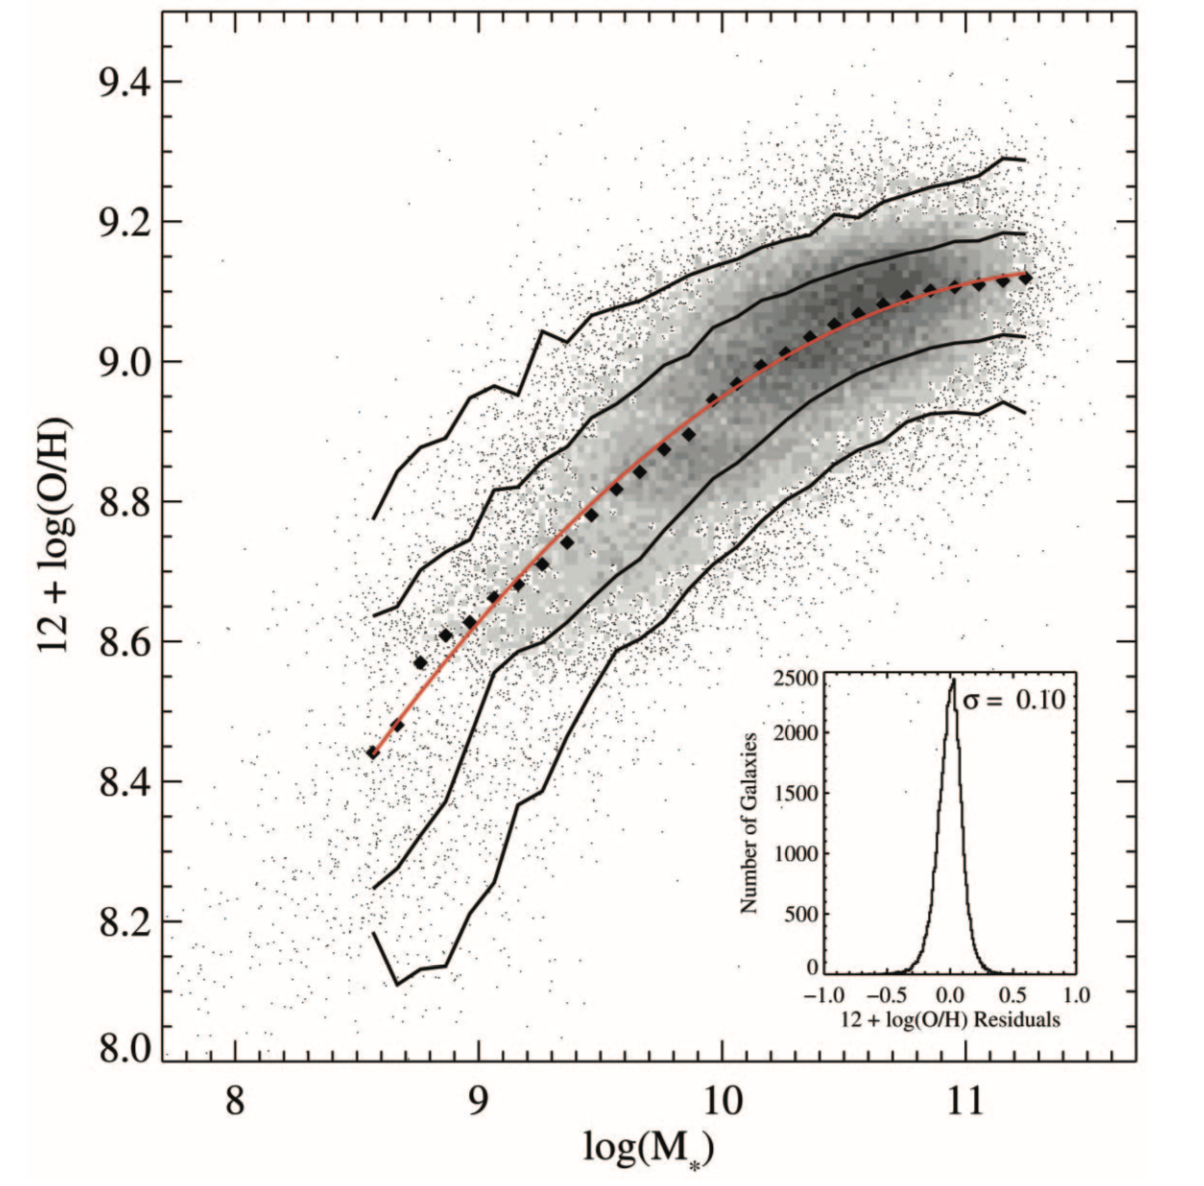 9.4
9.2
9.0
8.8
8.6
8.4
8.2
8.0
12 + log(O/H)
8 9 10 11
log(M*)
2500
2000
1500
1000
500
0
Number of Galaxies
σ = 0.10
−1.0 −0.5 0.0 0.5 1.0
12 + log(O/H) Residuals